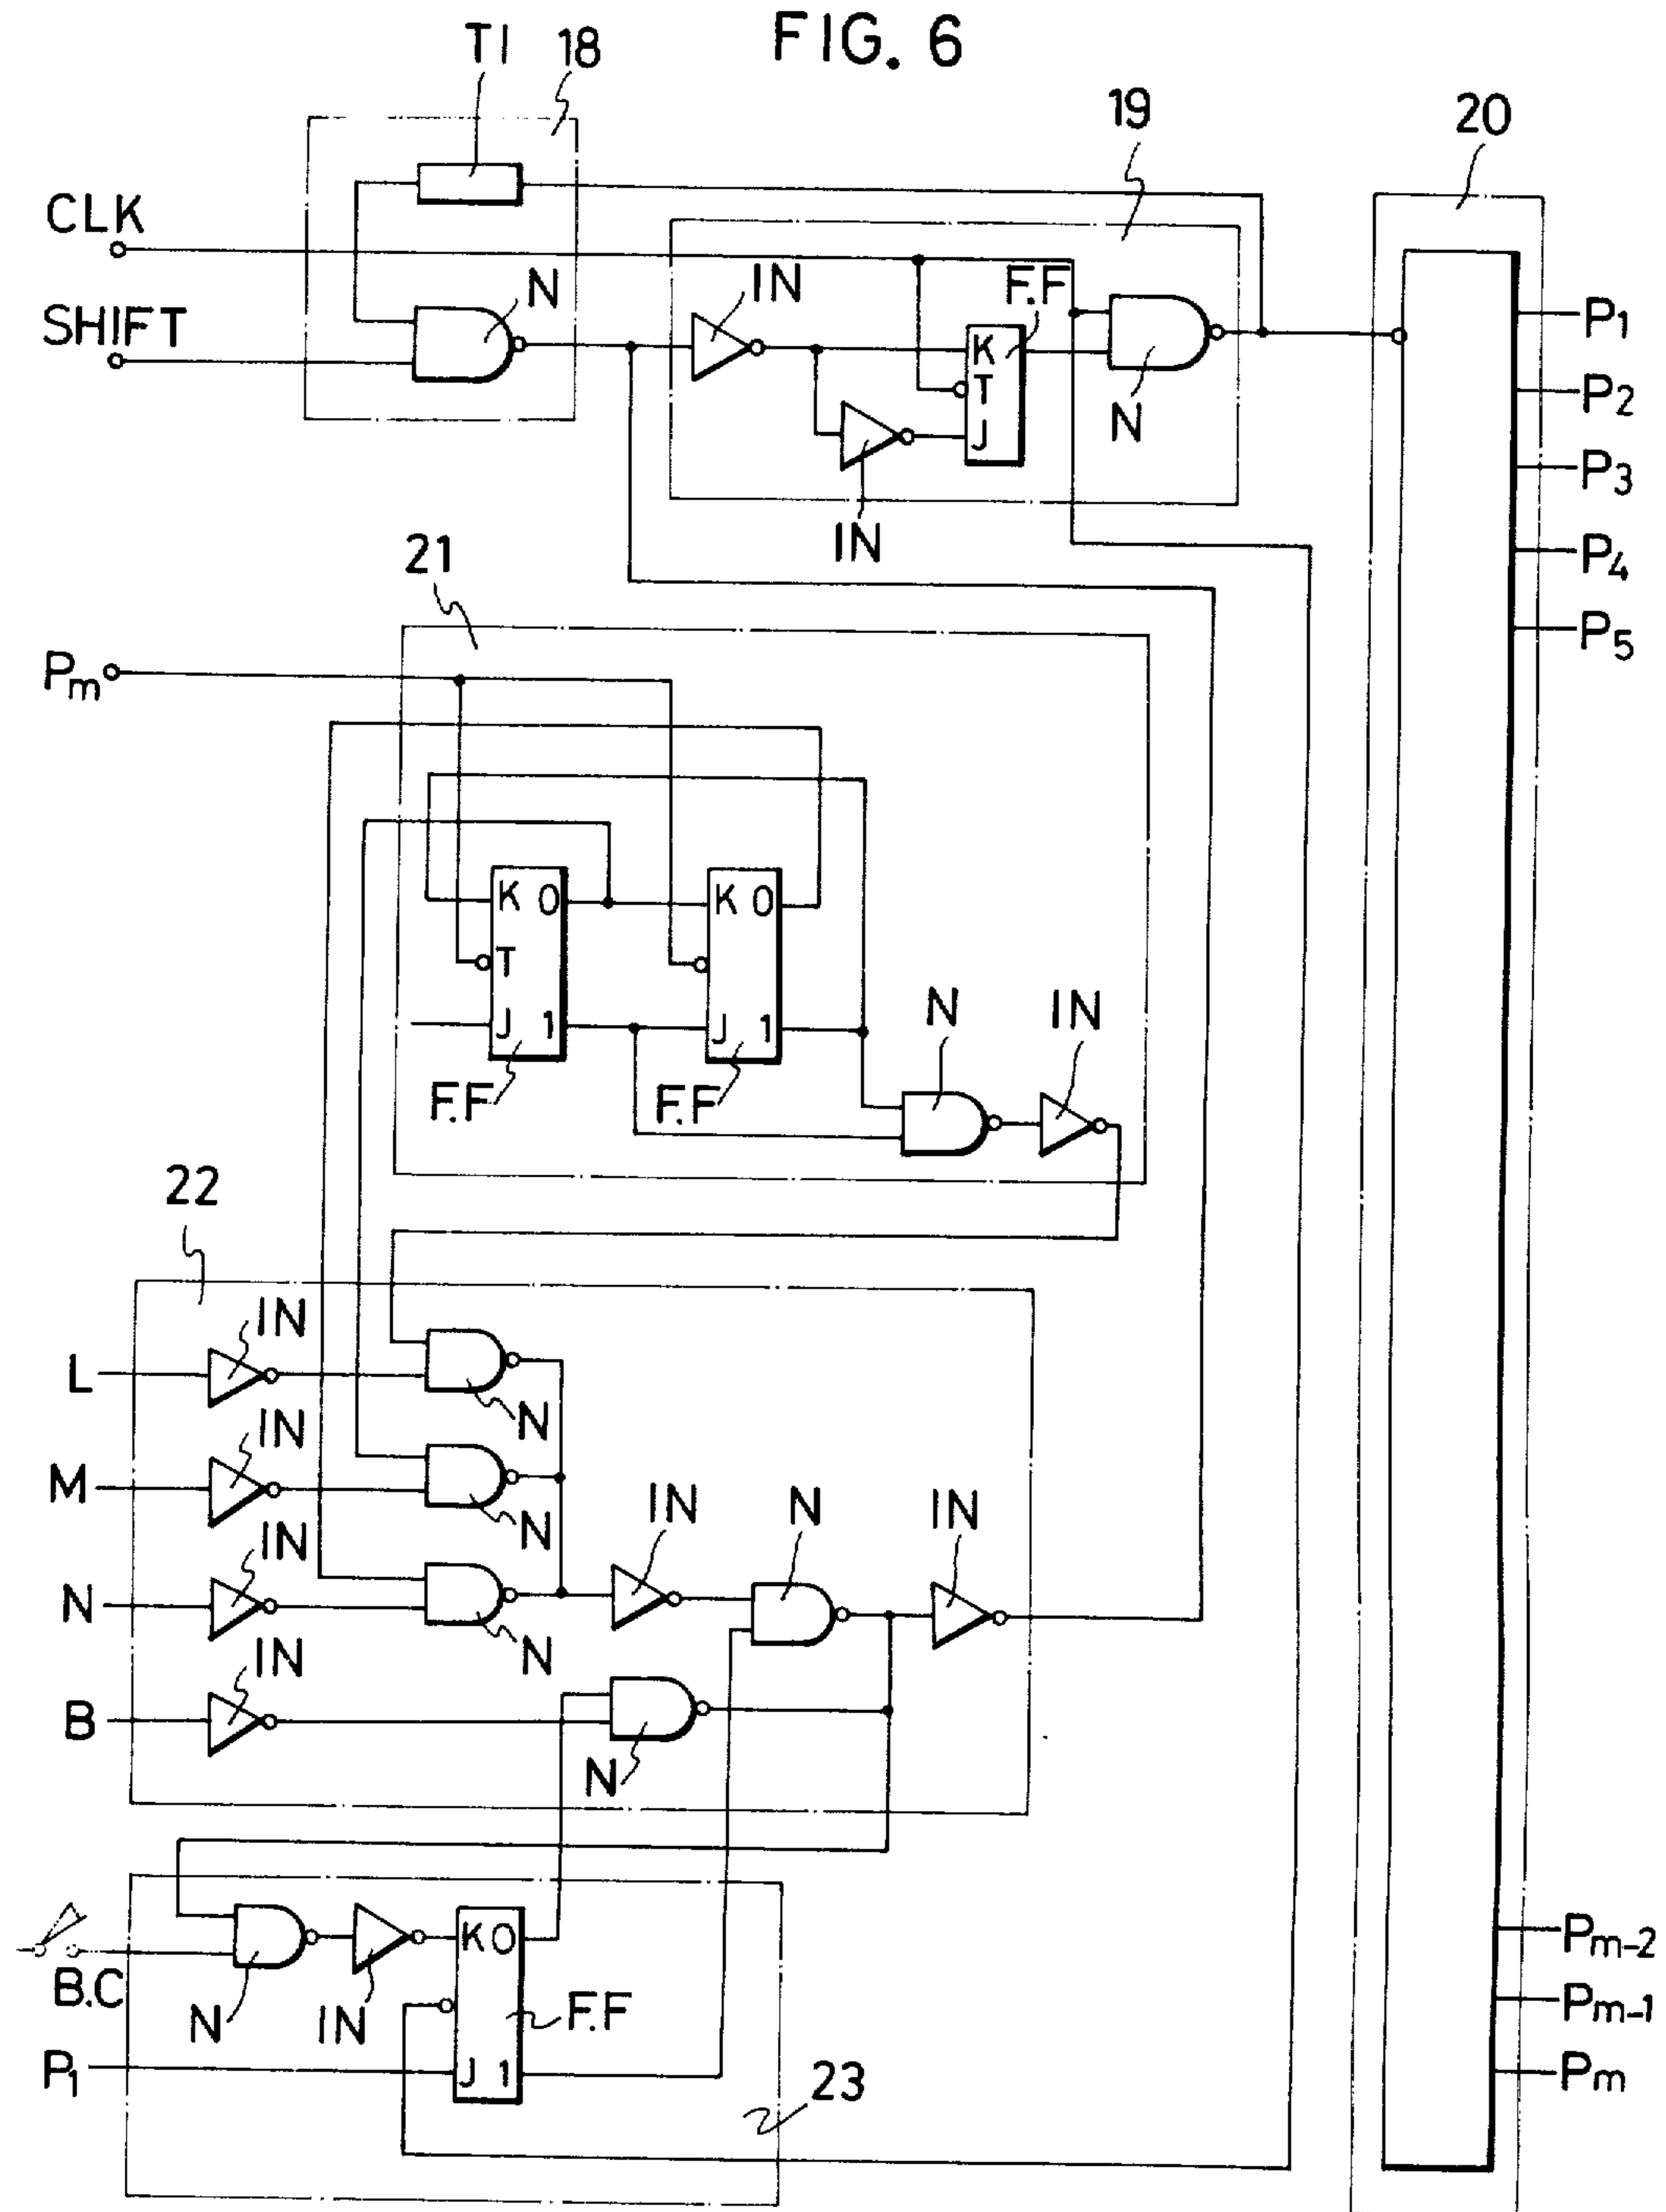 FIG. 6
T1
18
19
20
CLK
SHIFT
N
IN
F.F
K
T
J
N
IN
P1
P2
P3
P4
P5
21
Pm
K 0
T
J 1
F.F
K 0
J 1
F.F
N
IN
22
L
IN
N
M
IN
N
N
IN
N
IN
N
IN
B
IN
N
B.C
N
IN
K 0
J 1
F.F
P1
23
Pm-2
Pm-1
Pm